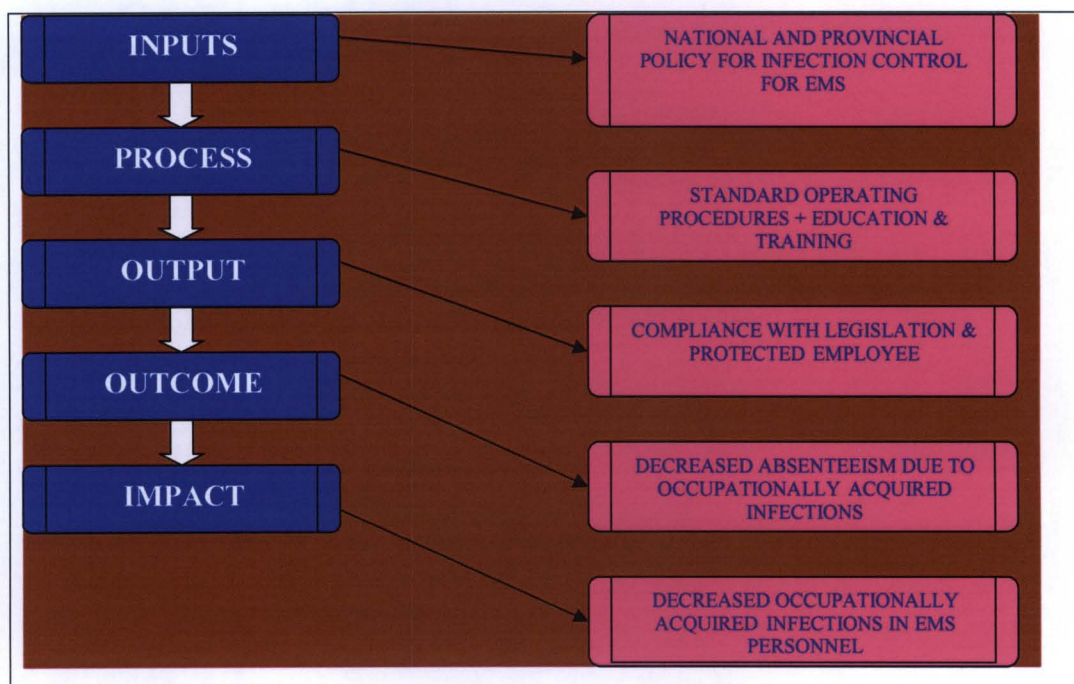 INPUTS
NATIONAL AND PROVINCIAL
POLICY FOR INFECTION CONTROL
FOR EMS
PROCESS
STANDARD OPERATING
PROCEDURES + EDUCATION &
TRAINING
OUTPUT
COMPLIANCE WITH LEGISLATION &
PROTECTED EMPLOYEE
OUTCOME
DECREASED ABSENTEEISM DUE TO
OCCUPATIONALLY ACQUIRED
INFECTIONS
IMPACT
DECREASED OCCUPATIONALLY
ACQUIRED INFECTIONS IN EMS
PERSONNEL